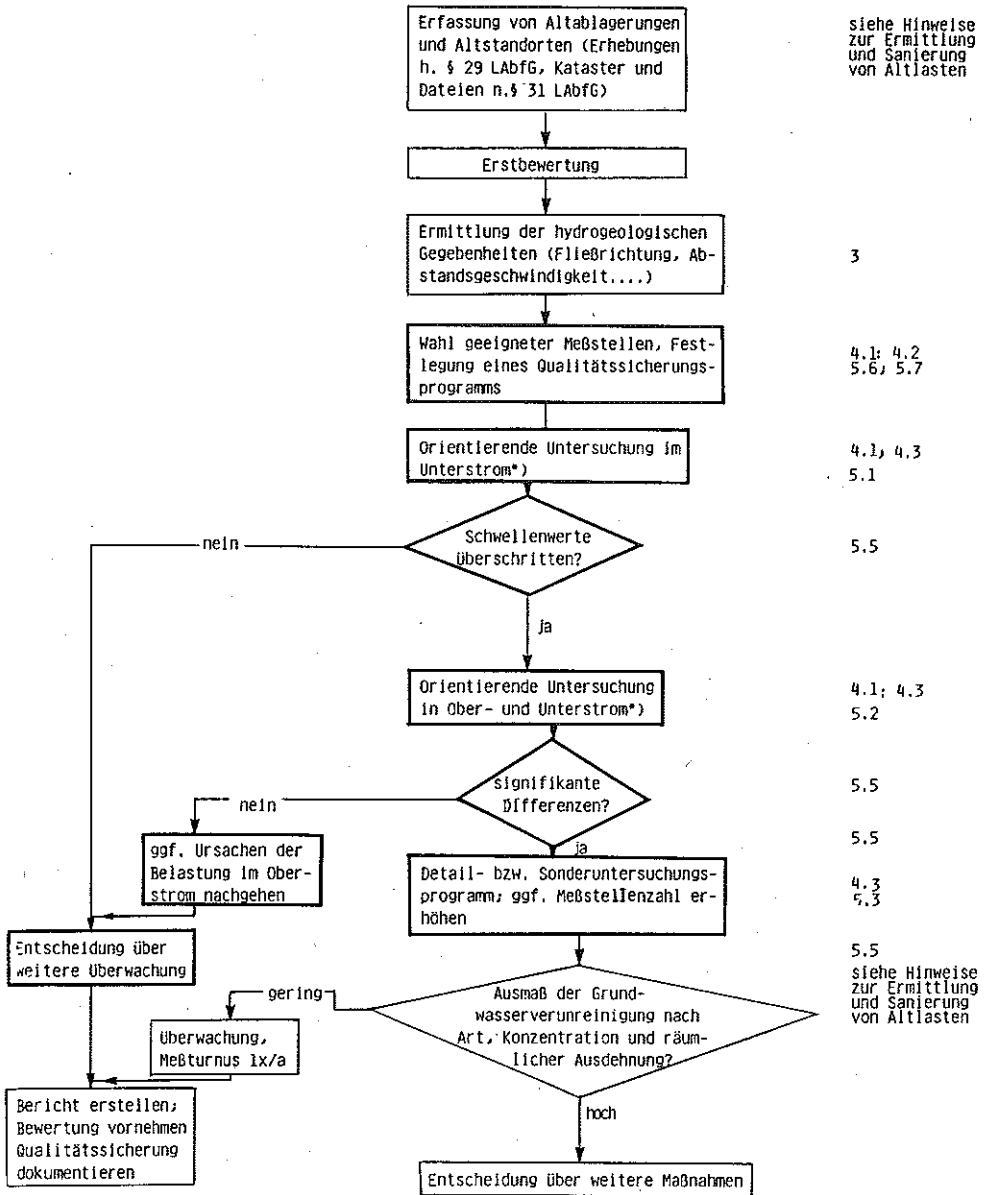 Erfassung von Altablagerungen
und Altstandorten (Erhebungen
h. § 29 LAbfG, Kataster und
Dateien n.§ 31 LAbfG)
siehe Hinweise
zur Ermittlung
und Sanierung
von Altlasten
Erstbewertung
Ermittlung der hydrogeologischen
Gegebenheiten (Fließrichtung, Ab-
standsgeschwindigkeit....)
3
Wahl geeigneter Meßstellen, Fest-
legung eines Qualitätssicherungs-
programms
4.1; 4.2
5.6, 5.7
Orientierende Untersuchung im
Unterstrom*)
4.1, 4.3
5.1
Schwellenwerte
überschritten?
5.5
nein
ja
Orientierende Untersuchung
in Ober- und Unterstrom*)
4.1; 4.3
5.2
signifikante
Differenzen?
5.5
nein
ja
ggf. Ursachen der
Belastung im Ober-
strom nachgehen
5.5
Detail- bzw. Sonderuntersuchungs-
programm; ggf. Meßstellenzahl er-
höhen
4.3
5.3
Entscheidung über
weitere Überwachung
5.5
siehe Hinweise
zur Ermittlung
und Sanierung
von Altlasten
Ausmaß der Grund-
wasserverunreinigung nach
Art, Konzentration und räum-
licher Ausdehnung?
gering
Überwachung,
Meßturnus 1x/a
hoch
Bericht erstellen;
Bewertung vornehmen
Qualitätssicherung
dokumentieren
Entscheidung über weitere Maßnahmen